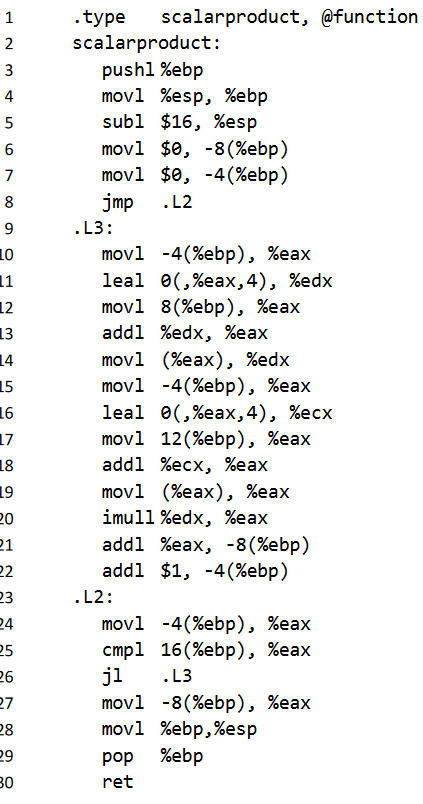 1 .type scalarproduct, @function
2 scalarproduct:
3 pushl %ebp
4 movl %esp, %ebp
5 subl $16, %esp
6 movl $0, -8(%ebp)
7 movl $0, -4(%ebp)
8 jmp .L2
9 .L3:
10 movl -4(%ebp), %eax
11 leal 0(,%eax,4), %edx
12 movl 8(%ebp), %eax
13 addl %edx, %eax
14 movl (%eax), %edx
15 movl -4(%ebp), %eax
16 leal 0(,%eax,4), %ecx
17 movl 12(%ebp), %eax
18 addl %ecx, %eax
19 movl (%eax), %eax
20 imull %edx, %eax
21 addl %eax, -8(%ebp)
22 addl $1, -4(%ebp)
23 .L2:
24 movl -4(%ebp), %eax
25 cmpl 16(%ebp), %eax
26 jl .L3
27 movl -8(%ebp), %eax
28 movl %ebp,%esp
29 pop %ebp
30 ret